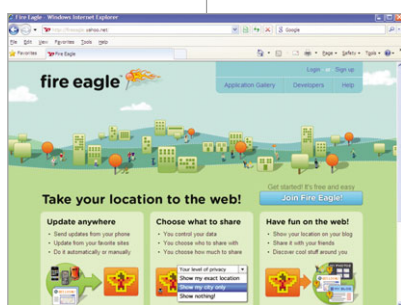 Fire Eagle - Windows Internet Explorer
Google
File Edit View Favorites Tools Help
Favorites Fire Eagle
Page Safety Tools
fire eagle
Login or Sign up
Application Gallery Developers Help
Take your location to the web!
Get started! It's free and easy
Join Fire Eagle!
Update anywhere
• Send updates from your phone
• Update from your favorite sites
• Do it automatically or manually
Choose what to share
• You control your data
• You choose who to share with
• You choose how much to share
Your level of privacy
Show my exact location
Show my city only
Show nothing!
Have fun on the web!
• Show your location on your blog
• Share it with your friends
• Discover cool stuff around you